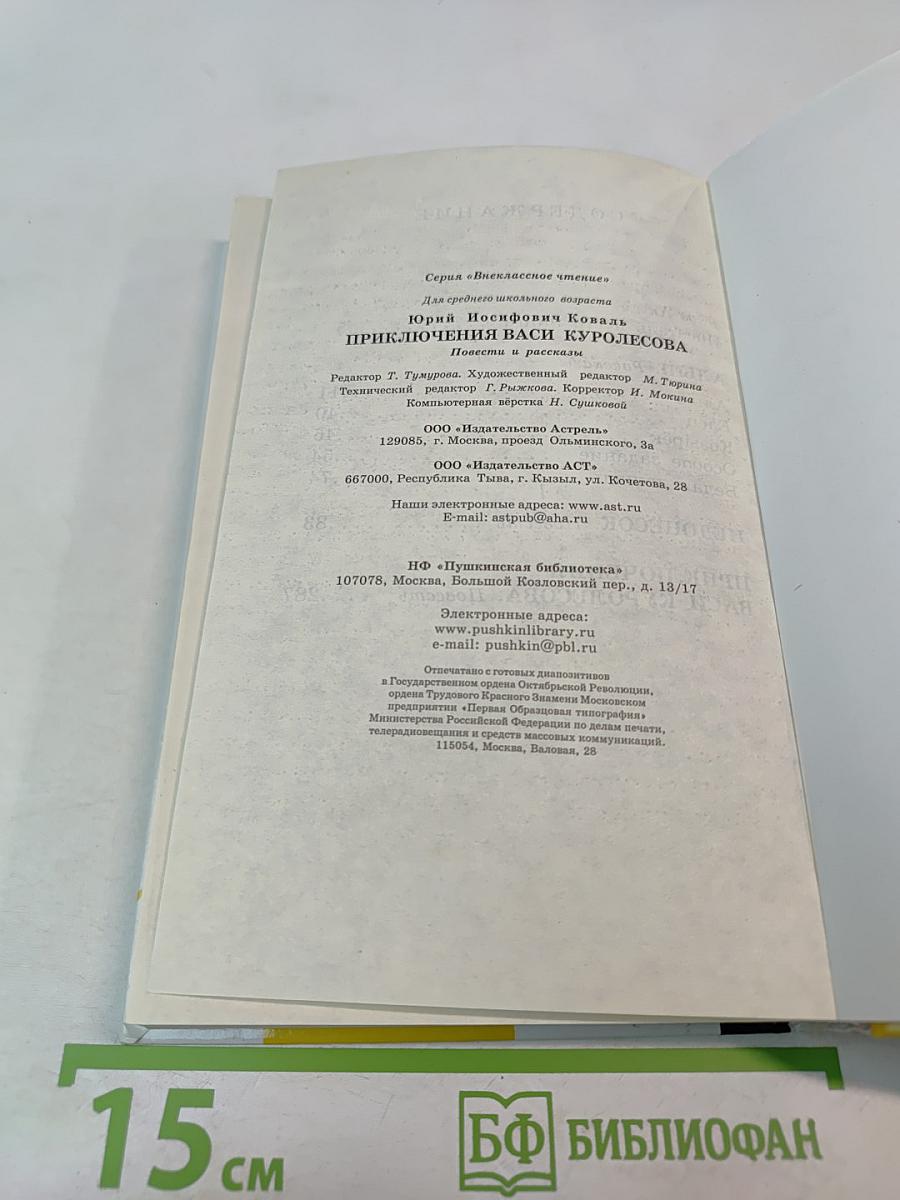 Серия «Внеклассное чтение»
Для среднего школьного возраста
Юрий Иосифович Коваль
ПРИКЛЮЧЕНИЯ ВАСИ КУРОЛЕСОВА
Повести и рассказы
Редактор Т. Тумурова. Художественный редактор М. Тюрина
Технический редактор Г. Рыжкова. Корректор И. Мокина
Компьютерная вёрстка Н. Сушковой
ООО «Издательство Астрель»
129085, г. Москва, проезд Ольминского, 3а
ООО «Издательство АСТ»
667000, Республика Тыва, г. Кызыл, ул. Кочетова, 28
Наши электронные адреса: www.ast.ru
E-mail: astpub@aha.ru
НФ «Пушкинская библиотека»
107078, Москва, Большой Козловский пер., д. 13/17
Электронные адреса:
www.pushkinlibrary.ru
e-mail: pushkin@pbl.ru
Отпечатано с готовых диапозитивов
в Государственном ордена Октябрьской Революции,
ордена Трудового Красного Знамени Московском
предприятии «Первая Образцовая типография»
Министерства Российской Федерации по делам печати,
телерадиовещания и средств массовых коммуникаций.
115054, Москва, Валовая, 28
15 см
БФ БИБЛИОФАН